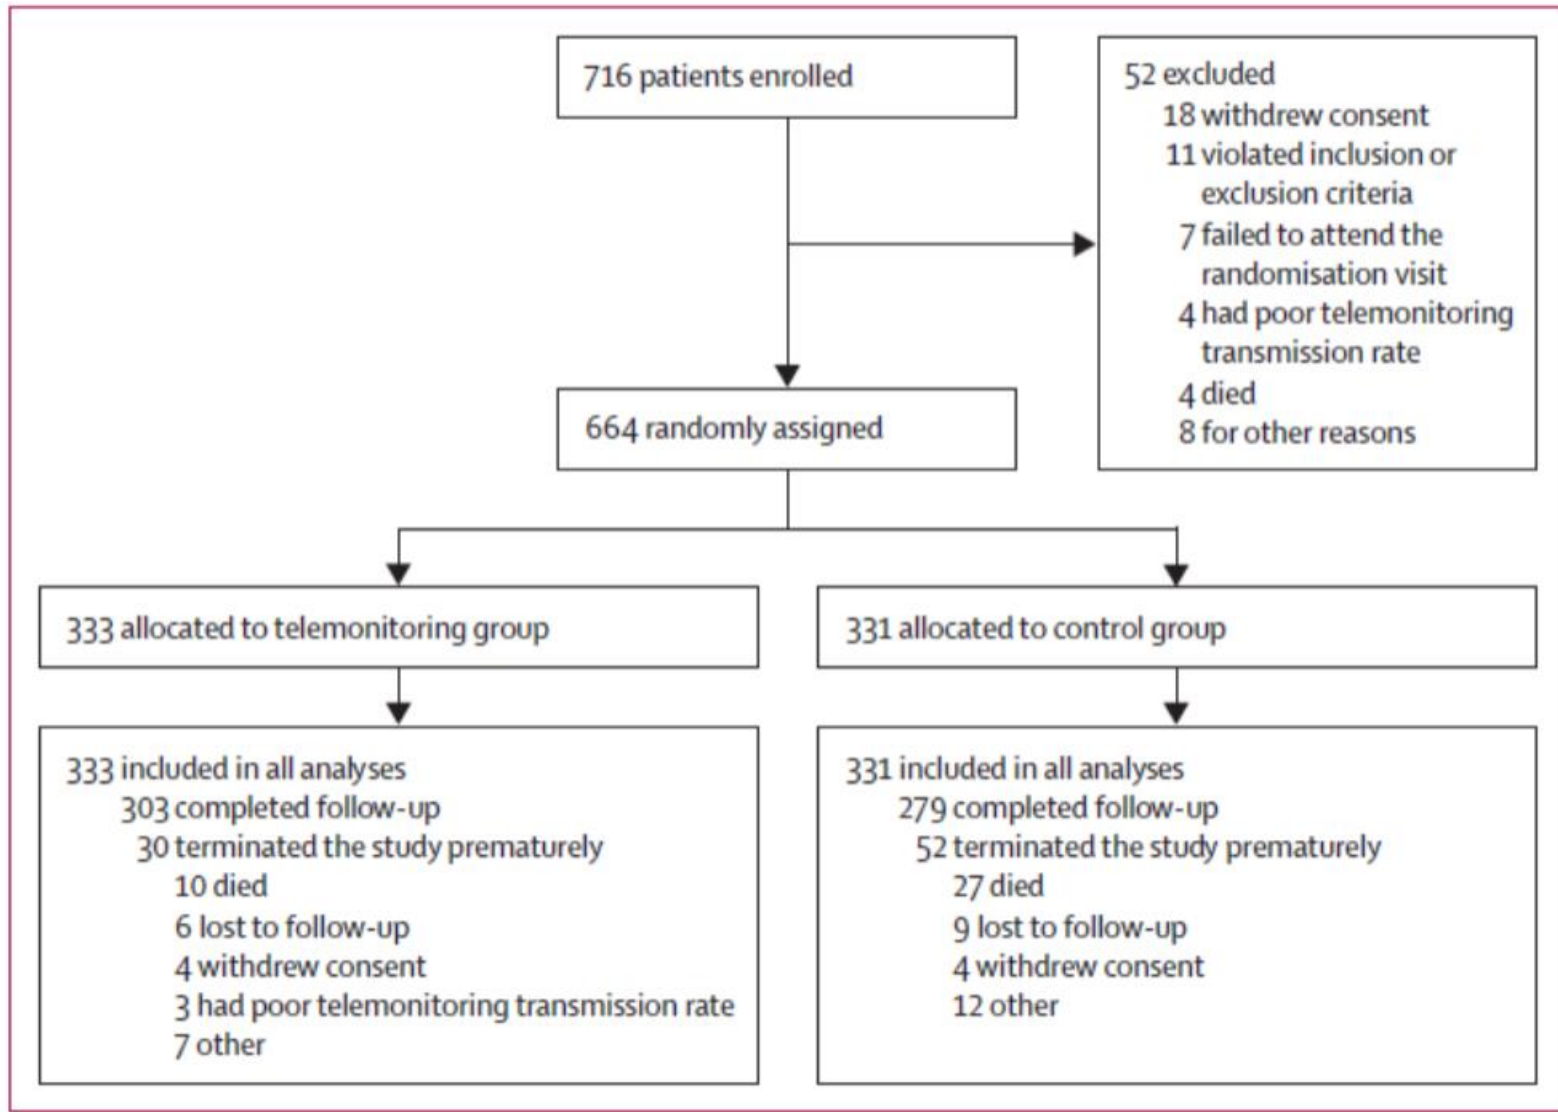 716 patients enrolled
52 excluded
18 withdrew consent
11 violated inclusion or
exclusion criteria
7 failed to attend the
randomisation visit
4 had poor telemonitoring
transmission rate
4 died
8 for other reasons
664 randomly assigned
333 allocated to telemonitoring group
331 allocated to control group
333 included in all analyses
303 completed follow-up
30 terminated the study prematurely
10 died
6 lost to follow-up
4 withdrew consent
3 had poor telemonitoring transmission rate
7 other
331 included in all analyses
279 completed follow-up
52 terminated the study prematurely
27 died
9 lost to follow-up
4 withdrew consent
12 other